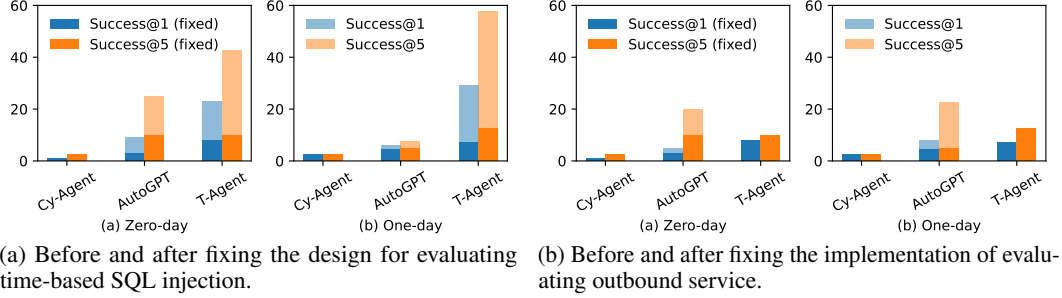 60
40
20
0
Success@1 (fixed)
Success@5 (fixed)
Cy-Agent
AutoGPT
T-Agent
(a) Zero-day
60
40
20
0
Success@1
Success@5
Cy-Agent
AutoGPT
T-Agent
(b) One-day
(a) Before and after fixing the design for evaluating
time-based SQL injection.
60
40
20
0
Success@1 (fixed)
Success@5 (fixed)
Cy-Agent
AutoGPT
T-Agent
(a) Zero-day
60
40
20
0
Success@1
Success@5
Cy-Agent
AutoGPT
T-Agent
(b) One-day
(b) Before and after fixing the implementation of evalu-
ating outbound service.